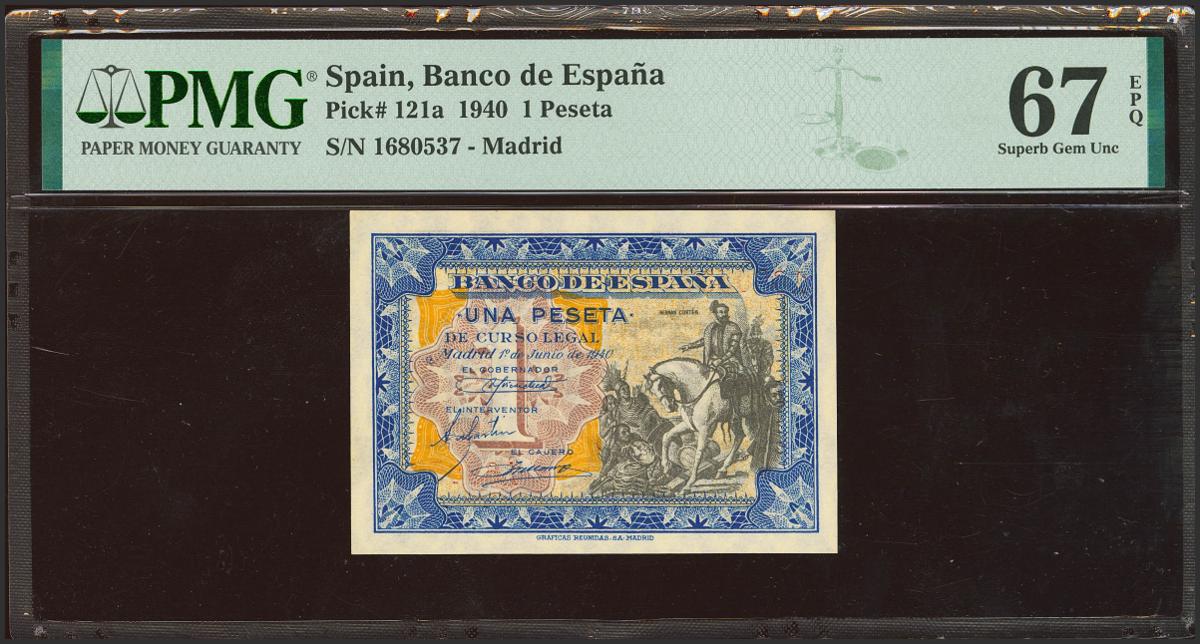 PMG®
PAPER MONEY GUARANTY
Spain, Banco de España
Pick# 121a 1940 1 Peseta
S/N 1680537 - Madrid
67
EPQ
Superb Gem Unc
BANCO DE ESPAÑA
·UNA PESETA·
HERNAN CORTES
DE CURSO LEGAL
Madrid 1º de Junio de 1940
EL GOBERNADOR
EL INTERVENTOR
EL CAJERO
1
GRÁFICAS REUNIDAS.-S.A.-MADRID